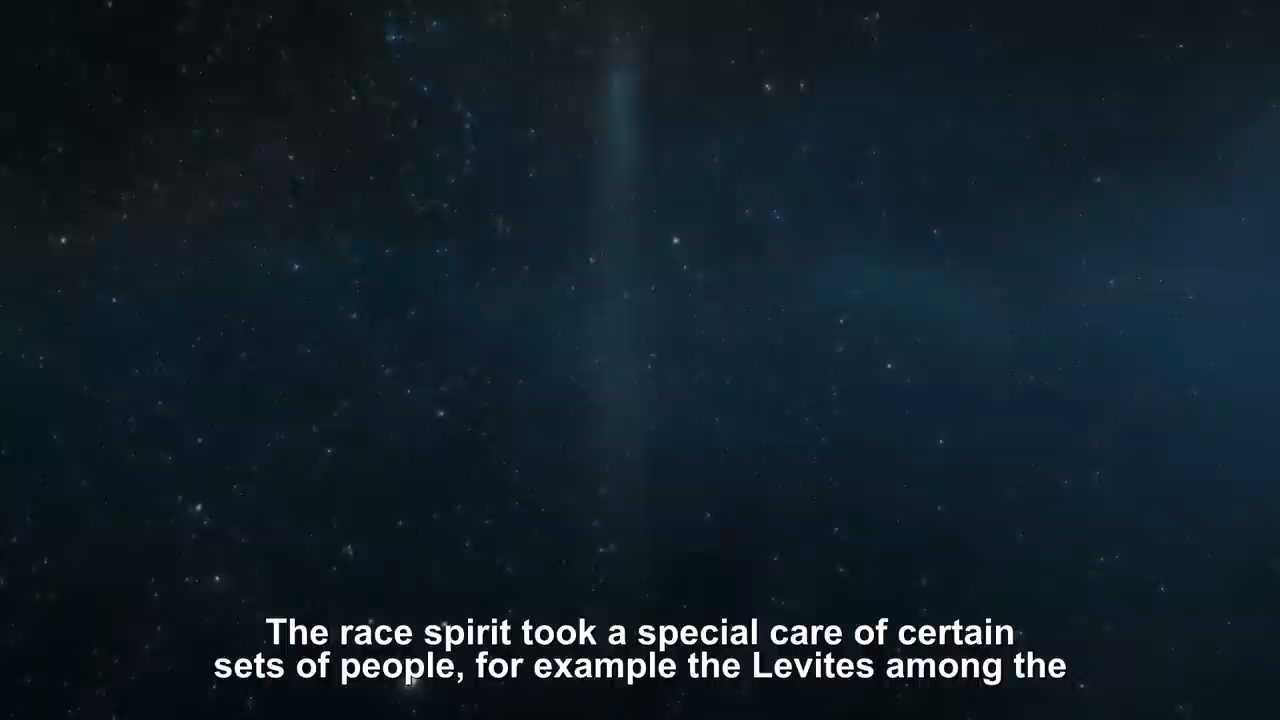 The race spirit took a special care of certain
sets of people, for example the Levites among the